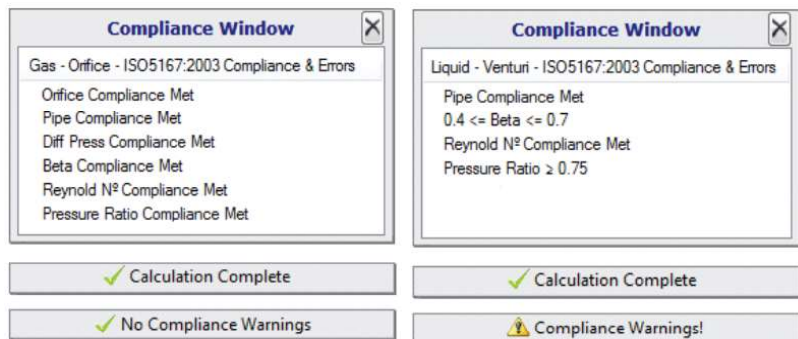 Compliance Window
Gas - Orifice - ISO5167:2003 Compliance & Errors
Orifice Compliance Met
Pipe Compliance Met
Diff Press Compliance Met
Beta Compliance Met
Reynold Nº Compliance Met
Pressure Ratio Compliance Met
Calculation Complete
No Compliance Warnings
Compliance Window
Liquid - Venturi - ISO5167:2003 Compliance & Errors
Pipe Compliance Met
0.4 <= Beta <= 0.7
Reynold Nº Compliance Met
Pressure Ratio ≥ 0.75
Calculation Complete
Compliance Warnings!